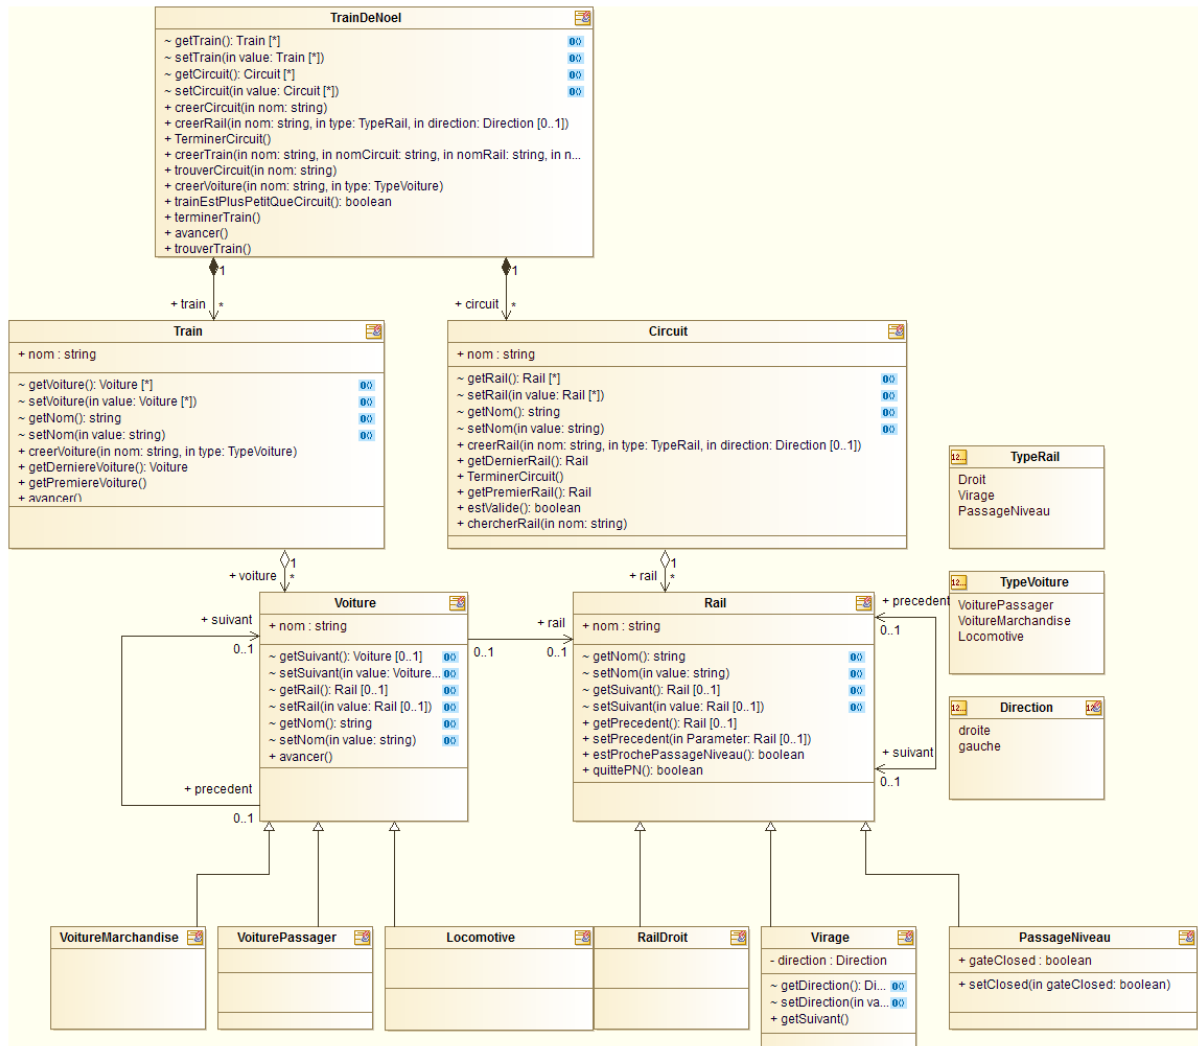 TrainDeNoel
~ getTrain(): Train [*]
~ setTrain(in value: Train [*])
~ getCircuit(): Circuit [*]
~ setCircuit(in value: Circuit [*])
+ creerCircuit(in nom: string)
+ creerRail(in nom: string, in type: TypeRail, in direction: Direction [0..1])
+ TerminerCircuit()
+ creerTrain(in nom: string, in nomCircuit: string, in nomRail: string, in n...
+ trouverCircuit(in nom: string)
+ creerVoiture(in nom: string, in type: TypeVoiture)
+ trainEstPlusPetitQueCircuit(): boolean
+ terminerTrain()
+ avancer()
+ trouverTrain()
1
+ train
*
1
+ circuit
*
Train
+ nom : string
~ getVoiture(): Voiture [*]
~ setVoiture(in value: Voiture [*])
~ getNom(): string
~ setNom(in value: string)
+ creerVoiture(in nom: string, in type: TypeVoiture)
+ getDerniereVoiture(): Voiture
+ getPremiereVoiture()
+ avancer()
Circuit
+ nom : string
~ getRail(): Rail [*]
~ setRail(in value: Rail [*])
~ getNom(): string
~ setNom(in value: string)
+ creerRail(in nom: string, in type: TypeRail, in direction: Direction [0..1])
+ getDernierRail(): Rail
+ TerminerCircuit()
+ getPremierRail(): Rail
+ estValide(): boolean
+ chercherRail(in nom: string)
TypeRail
Droit
Virage
PassageNiveau
1
+ voiture
*
1
+ rail
*
Voiture
+ nom : string
~ getSuivant(): Voiture [0..1]
~ setSuivant(in value: Voiture...
~ getRail(): Rail [0..1]
~ setRail(in value: Rail [0..1])
~ getNom(): string
~ setNom(in value: string)
+ avancer()
+ suivant
0..1
+ precedent
0..1
+ rail
0..1
0..1
Rail
+ nom : string
~ getNom(): string
~ setNom(in value: string)
~ getSuivant(): Rail [0..1]
~ setSuivant(in value: Rail [0..1])
+ getPrecedent(): Rail [0..1]
+ setPrecedent(in Parameter: Rail [0..1])
+ estProchePassageNiveau(): boolean
+ quittePN(): boolean
+ precedent
0..1
+ suivant
0..1
TypeVoiture
VoiturePassager
VoitureMarchandise
Locomotive
Direction
droite
gauche
VoitureMarchandise
VoiturePassager
Locomotive
RailDroit
Virage
- direction : Direction
~ getDirection(): Di...
~ setDirection(in va...
+ getSuivant()
PassageNiveau
+ gateClosed : boolean
+ setClosed(in gateClosed: boolean)